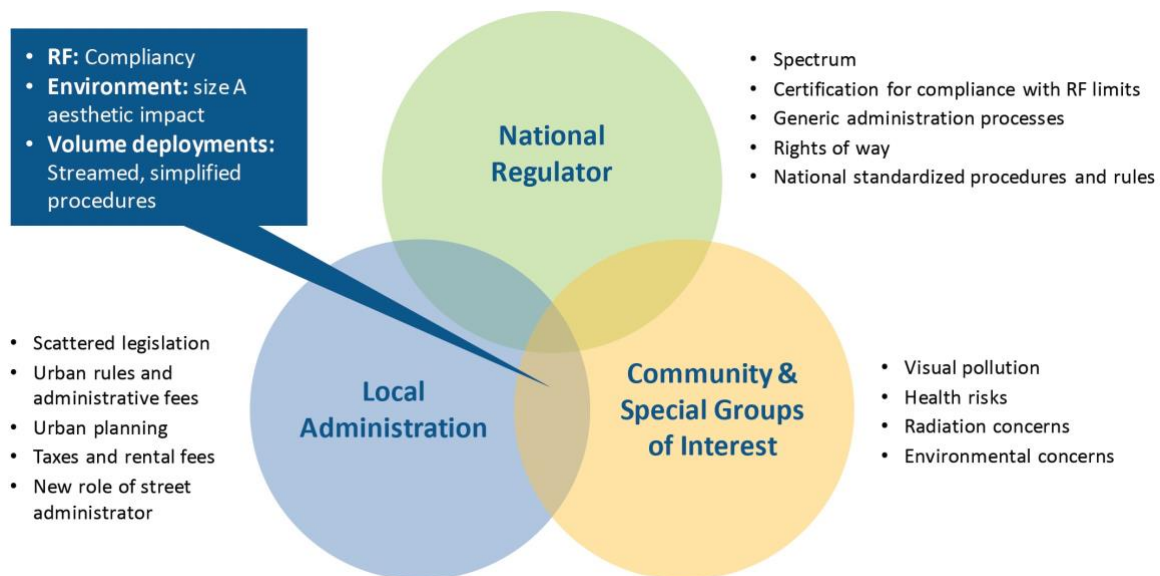 • RF: Compliancy
• Environment: size A
aesthetic impact
• Volume deployments:
Streamed, simplified
procedures
National
Regulator
• Spectrum
• Certification for compliance with RF limits
• Generic administration processes
• Rights of way
• National standardized procedures and rules
• Scattered legislation
• Urban rules and
administrative fees
• Urban planning
• Taxes and rental fees
• New role of street
administrator
Local
Administration
Community &
Special Groups
of Interest
• Visual pollution
• Health risks
• Radiation concerns
• Environmental concerns